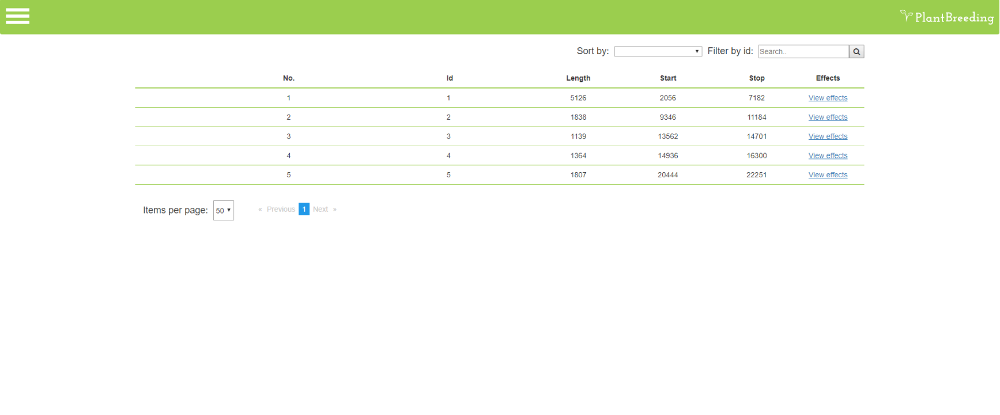 PlantBreeding
Sort by: Filter by id: Search..
No. Id Length Start Stop Effects
1 1 5126 2056 7182 View effects
2 2 1838 9346 11184 View effects
3 3 1139 13562 14701 View effects
4 4 1364 14936 16300 View effects
5 5 1807 20444 22251 View effects
Items per page: 50 « Previous 1 Next »